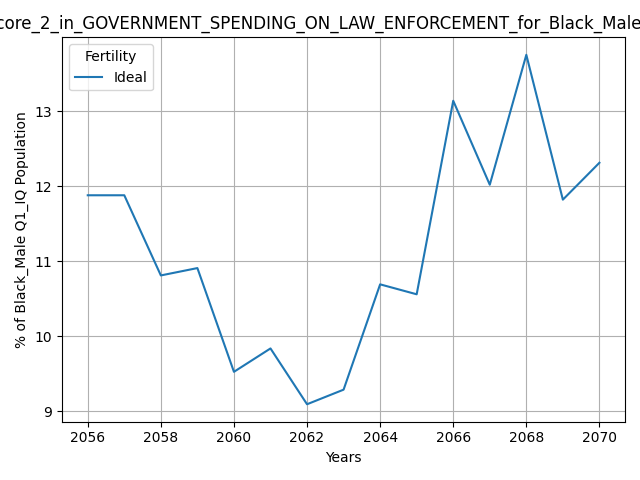 core_2_in_GOVERNMENT_SPENDING_ON_LAW_ENFORCEMENT_for_Black_Male
Fertility
Ideal
% of Black_Male Q1_IQ Population
13
12
11
10
9
2056 2058 2060 2062 2064 2066 2068 2070
Years